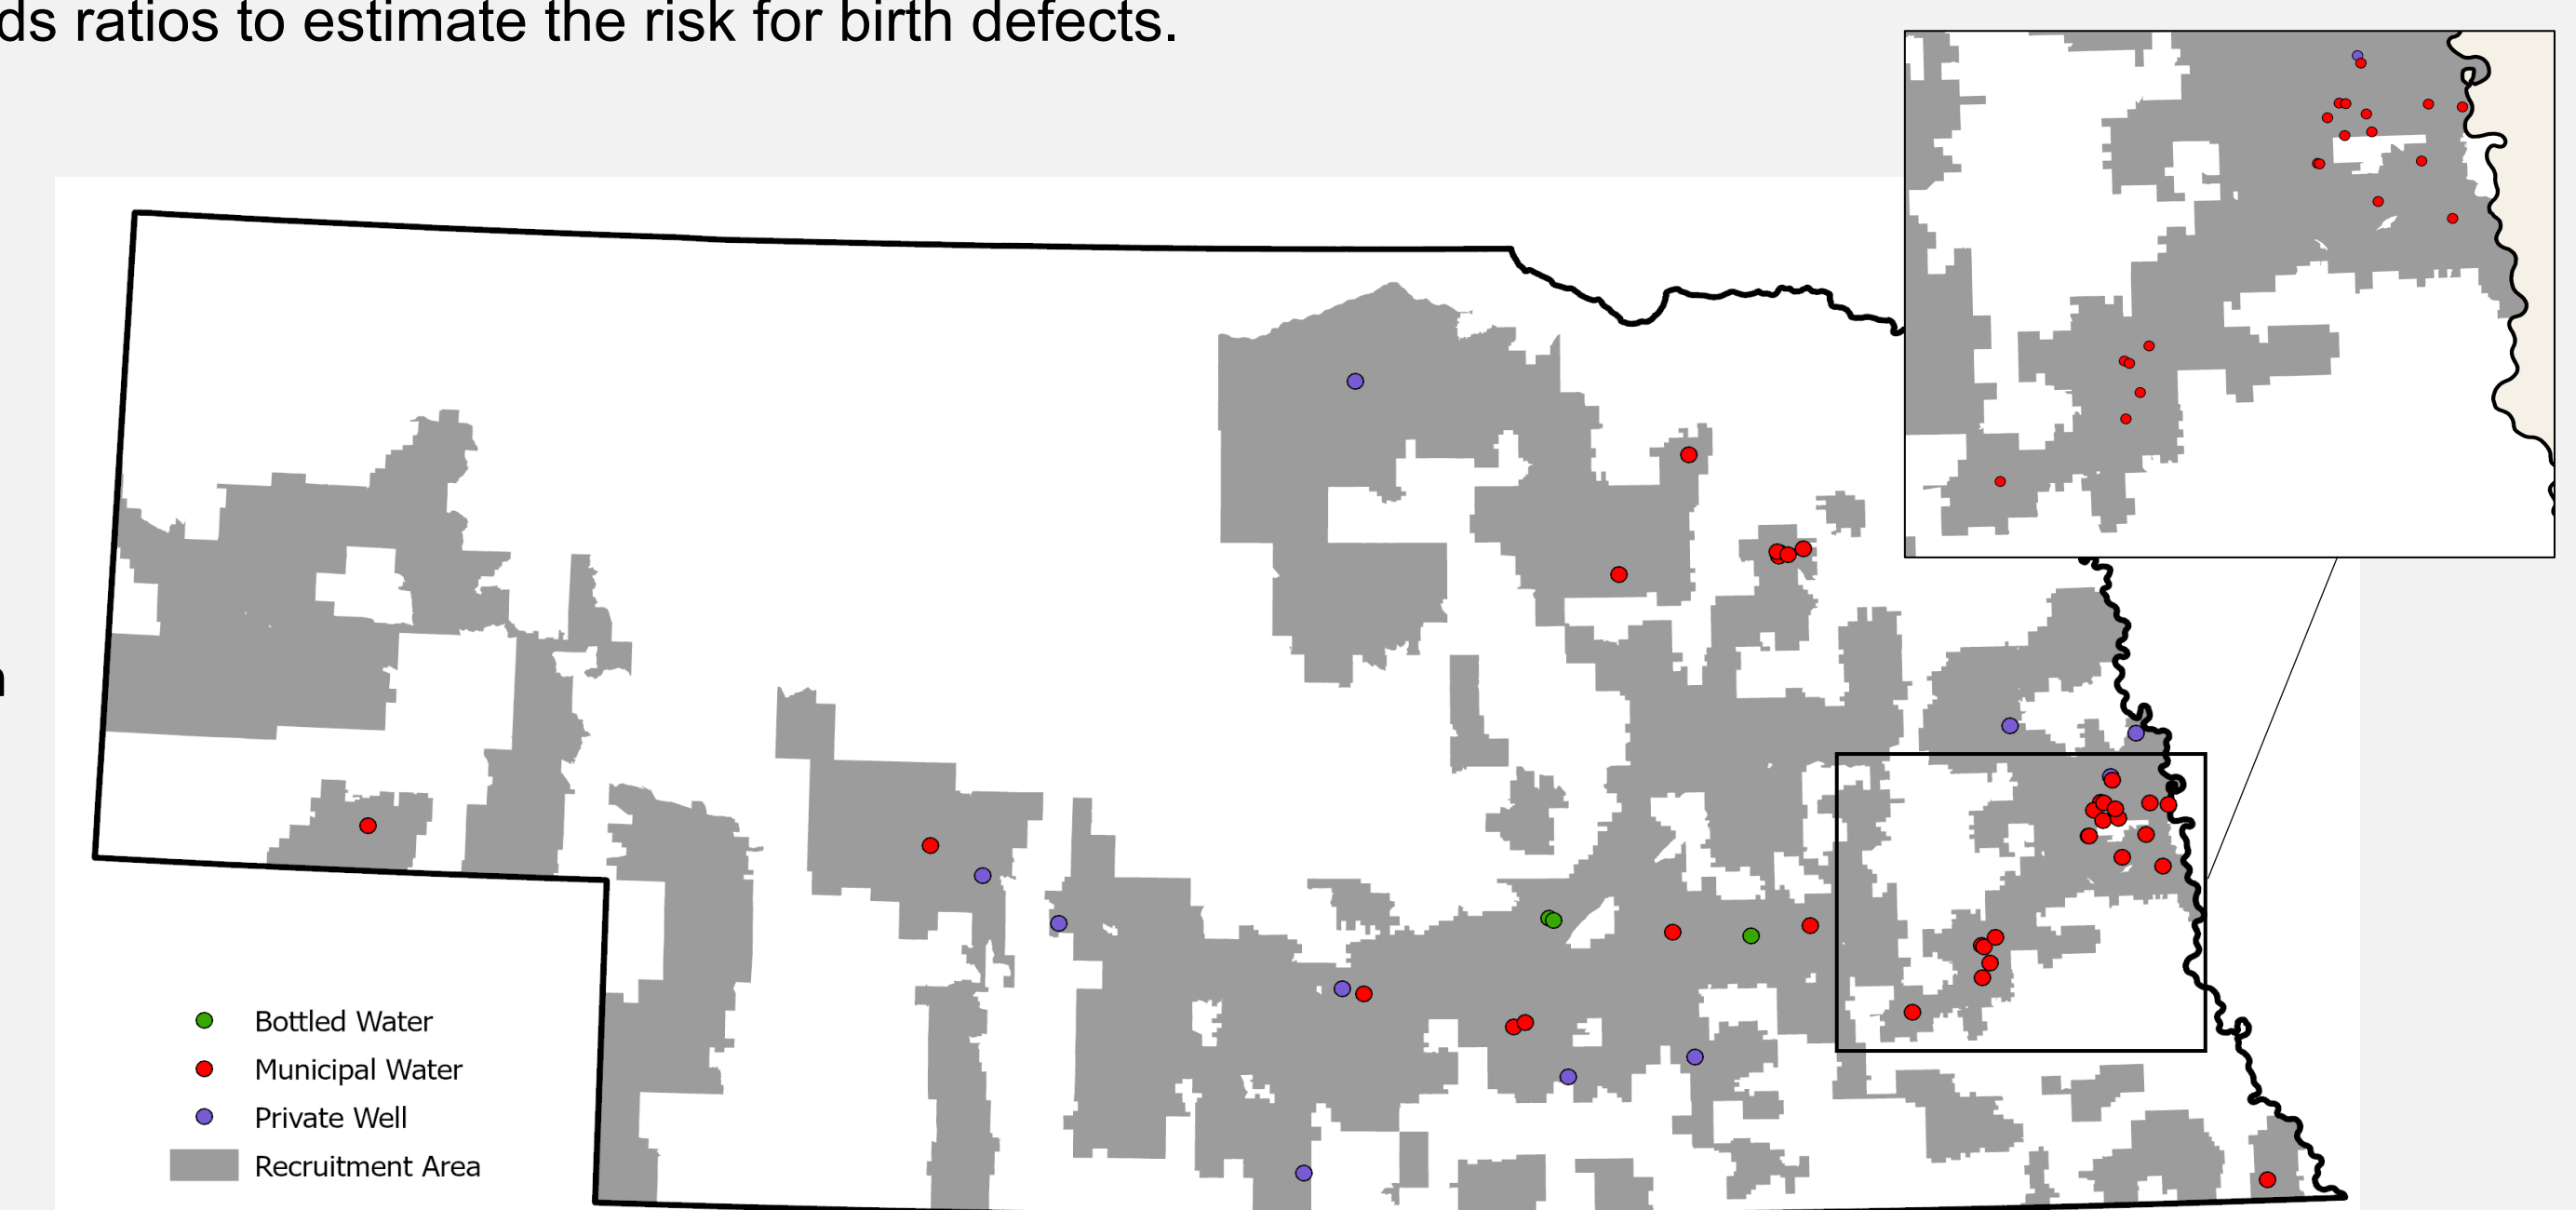 ds ratios to estimate the risk for birth defects.
n
Bottled Water
Municipal Water
Private Well
Recruitment Area